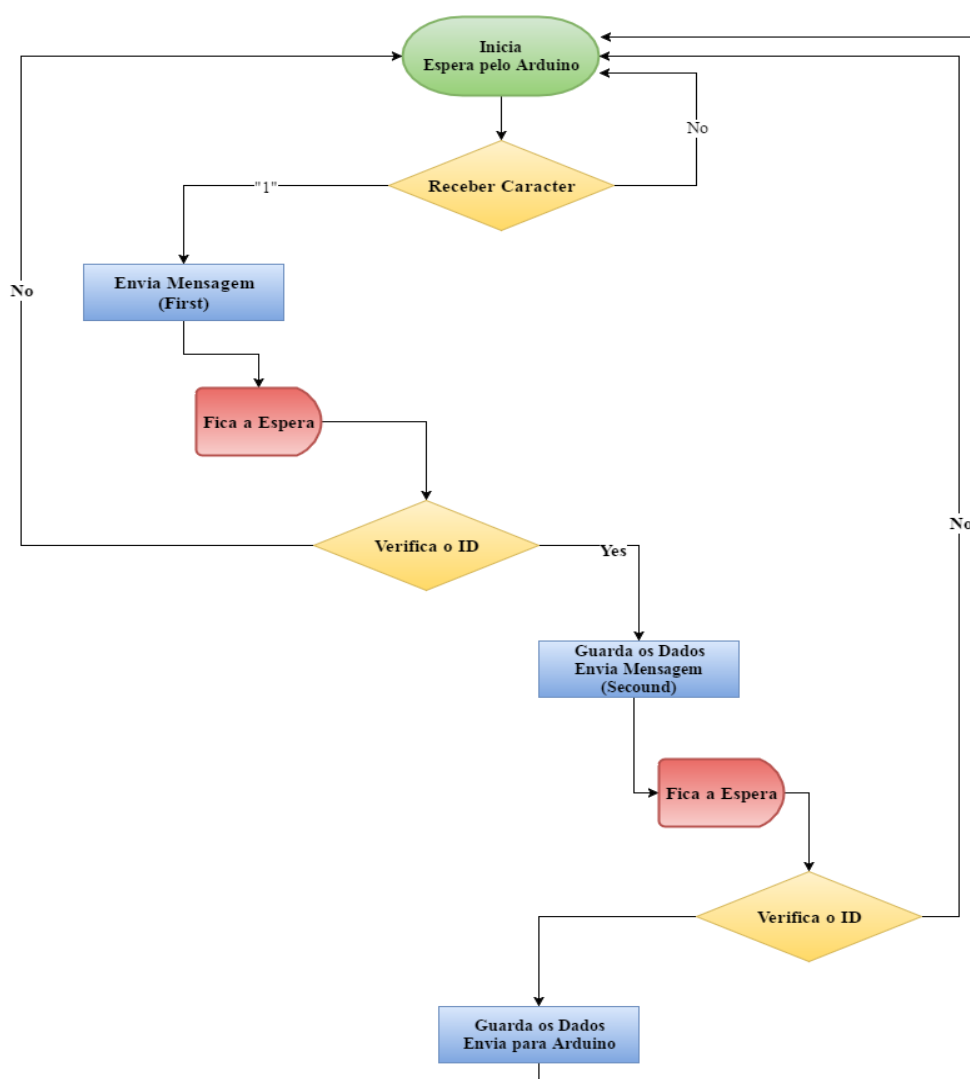 Inicia
Espera pelo Arduino
No
Receber Caracter
"1"
Envia Mensagem
(First)
No
Fica a Espera
Verifica o ID
Yes
No
Guarda os Dados
Envia Mensagem
(Secound)
Fica a Espera
Verifica o ID
Guarda os Dados
Envia para Arduino